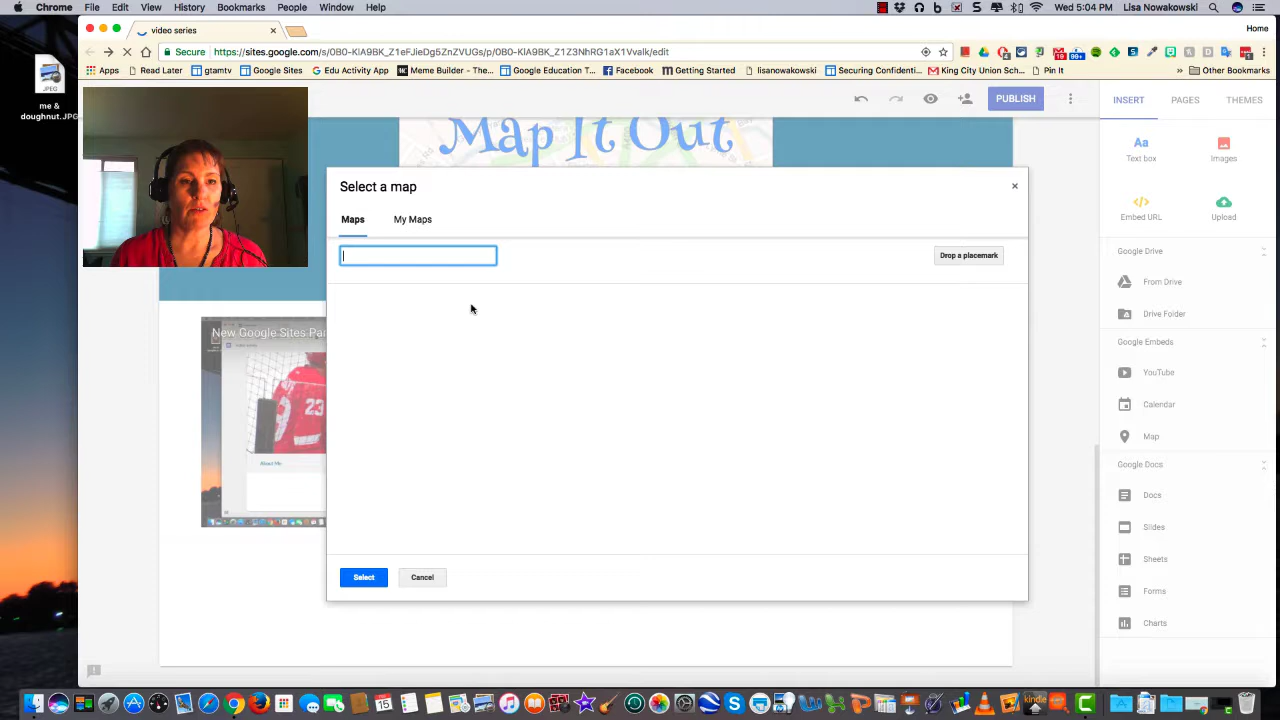 Chrome File Edit View History Bookmarks People Window Help Wed 5:04 PM Lisa Nowakowski
video series Home
Secure https://sites.google.com/s/0B0-KlA9BK_Z1eFJieDg5ZnZVUGs/p/0B0-KlA9BK_Z1Z3NhRG1aX1Vvalk/edit
Apps Read Later gtamtv Google Sites Edu Activity App Meme Builder - The... Google Education T... Facebook Getting Started lisanowakowski Securing Confidenti... King City Union Sch... Pin It Other Bookmarks
JPEG
me &
doughnut.JPG
PUBLISH INSERT PAGES THEMES
Map It Out
Aa
Text box Images
Select a map
Maps My Maps
Embed URL Upload
Drop a placemark
Google Drive
From Drive
Drive Folder
New Google Sites Par
Google Embeds
YouTube
23
Calendar
Map
About Me
Google Docs
Docs
Slides
Sheets
Select Cancel
Forms
Charts